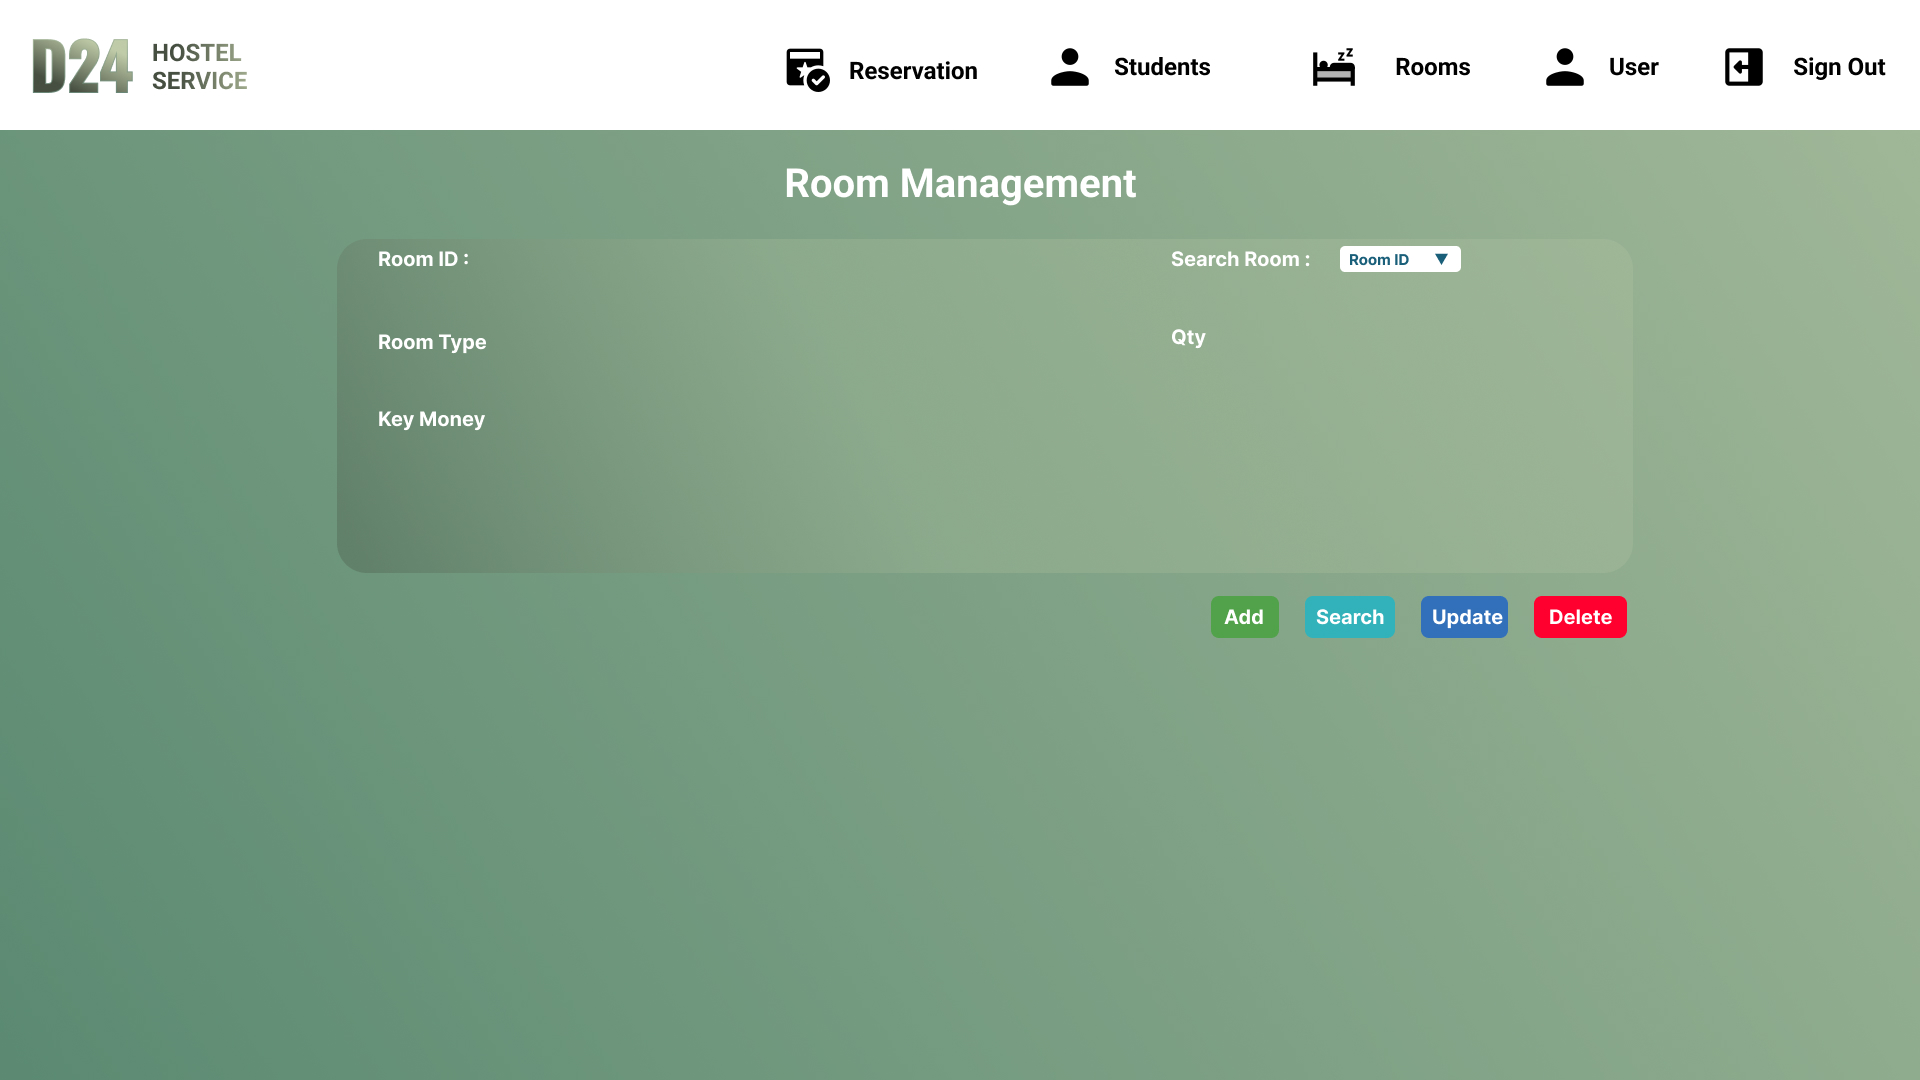 D24
HOSTEL
SERVICE
Reservation
Students
zz
Rooms
User
Sign Out
Room Management
Room ID :
Search Room :
Room ID
Room Type
Qty
Key Money
Add
Search
Update
Delete